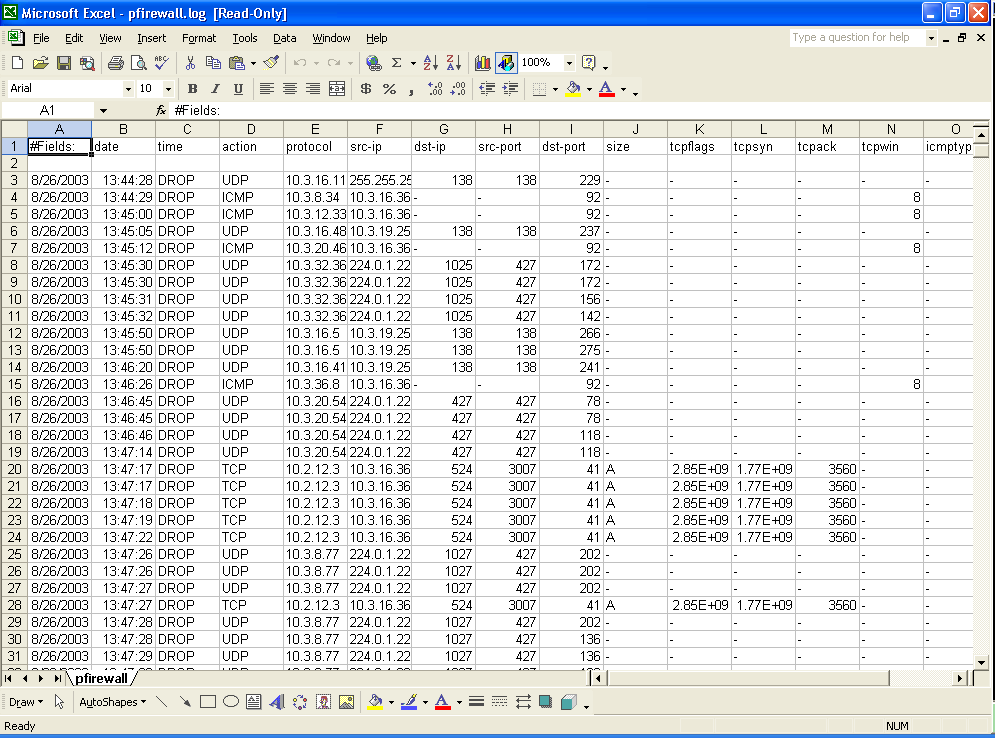 Microsoft Excel - pfirewall.log [Read-Only]
File Edit View Insert Format Tools Data Window Help Type a question for help
100%
Arial 10 B I U $ % ,
A1 fx #Fields:
A B C D E F G H I J K L M N O
1 #Fields: date time action protocol src-ip dst-ip src-port dst-port size tcpflags tcpsyn tcpack tcpwin icmptyp
2
3 8/26/2003 13:44:28 DROP UDP 10.3.16.11 255.255.25 138 138 229 - - - - - -
4 8/26/2003 13:44:29 DROP ICMP 10.3.8.34 10.3.16.36 - - 92 - - - - 8
5 8/26/2003 13:45:00 DROP ICMP 10.3.12.33 10.3.16.36 - - 92 - - - - 8
6 8/26/2003 13:45:05 DROP UDP 10.3.16.48 10.3.19.25 138 138 237 - - - - - -
7 8/26/2003 13:45:12 DROP ICMP 10.3.20.46 10.3.16.36 - - 92 - - - - 8
8 8/26/2003 13:45:30 DROP UDP 10.3.32.36 224.0.1.22 1025 427 172 - - - - - -
9 8/26/2003 13:45:30 DROP UDP 10.3.32.36 224.0.1.22 1025 427 172 - - - - - -
10 8/26/2003 13:45:31 DROP UDP 10.3.32.36 224.0.1.22 1025 427 156 - - - - - -
11 8/26/2003 13:45:32 DROP UDP 10.3.32.36 224.0.1.22 1025 427 142 - - - - - -
12 8/26/2003 13:45:50 DROP UDP 10.3.16.5 10.3.19.25 138 138 266 - - - - - -
13 8/26/2003 13:45:50 DROP UDP 10.3.16.5 10.3.19.25 138 138 275 - - - - - -
14 8/26/2003 13:46:20 DROP UDP 10.3.16.41 10.3.19.25 138 138 241 - - - - - -
15 8/26/2003 13:46:26 DROP ICMP 10.3.36.8 10.3.16.36 - - 92 - - - - 8
16 8/26/2003 13:46:45 DROP UDP 10.3.20.54 224.0.1.22 427 427 78 - - - - - -
17 8/26/2003 13:46:45 DROP UDP 10.3.20.54 224.0.1.22 427 427 78 - - - - - -
18 8/26/2003 13:46:46 DROP UDP 10.3.20.54 224.0.1.22 427 427 118 - - - - - -
19 8/26/2003 13:47:14 DROP UDP 10.3.20.54 224.0.1.22 427 427 118 - - - - - -
20 8/26/2003 13:47:17 DROP TCP 10.2.12.3 10.3.16.36 524 3007 41 A 2.85E+09 1.77E+09 3560 - -
21 8/26/2003 13:47:17 DROP TCP 10.2.12.3 10.3.16.36 524 3007 41 A 2.85E+09 1.77E+09 3560 - -
22 8/26/2003 13:47:18 DROP TCP 10.2.12.3 10.3.16.36 524 3007 41 A 2.85E+09 1.77E+09 3560 - -
23 8/26/2003 13:47:19 DROP TCP 10.2.12.3 10.3.16.36 524 3007 41 A 2.85E+09 1.77E+09 3560 - -
24 8/26/2003 13:47:22 DROP TCP 10.2.12.3 10.3.16.36 524 3007 41 A 2.85E+09 1.77E+09 3560 - -
25 8/26/2003 13:47:26 DROP UDP 10.3.8.77 224.0.1.22 1027 427 202 - - - - - -
26 8/26/2003 13:47:26 DROP UDP 10.3.8.77 224.0.1.22 1027 427 202 - - - - - -
27 8/26/2003 13:47:27 DROP UDP 10.3.8.77 224.0.1.22 1027 427 202 - - - - - -
28 8/26/2003 13:47:27 DROP TCP 10.2.12.3 10.3.16.36 524 3007 41 A 2.85E+09 1.77E+09 3560 - -
29 8/26/2003 13:47:28 DROP UDP 10.3.8.77 224.0.1.22 1027 427 202 - - - - - -
30 8/26/2003 13:47:28 DROP UDP 10.3.8.77 224.0.1.22 1027 427 136 - - - - - -
31 8/26/2003 13:47:29 DROP UDP 10.3.8.77 224.0.1.22 1027 427 136 - - - - - -
pfirewall
Draw AutoShapes
Ready NUM